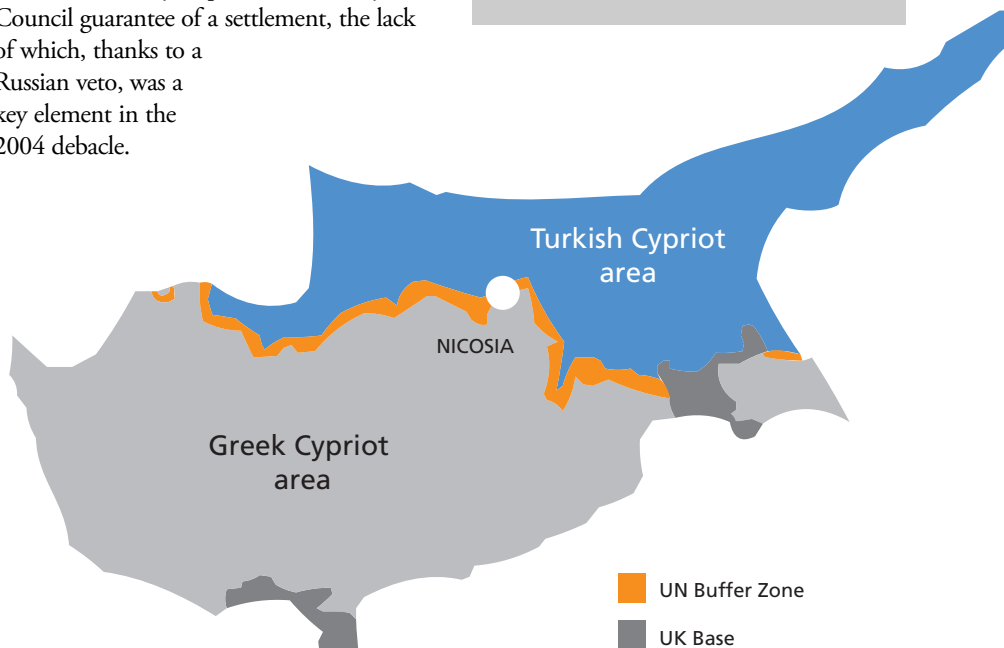 Council guarantee of a settlement, the lack
of which, thanks to a
Russian veto, was a
key element in the
2004 debacle.
Turkish Cypriot
area
NICOSIA
Greek Cypriot
area
UN Buffer Zone
UK Base